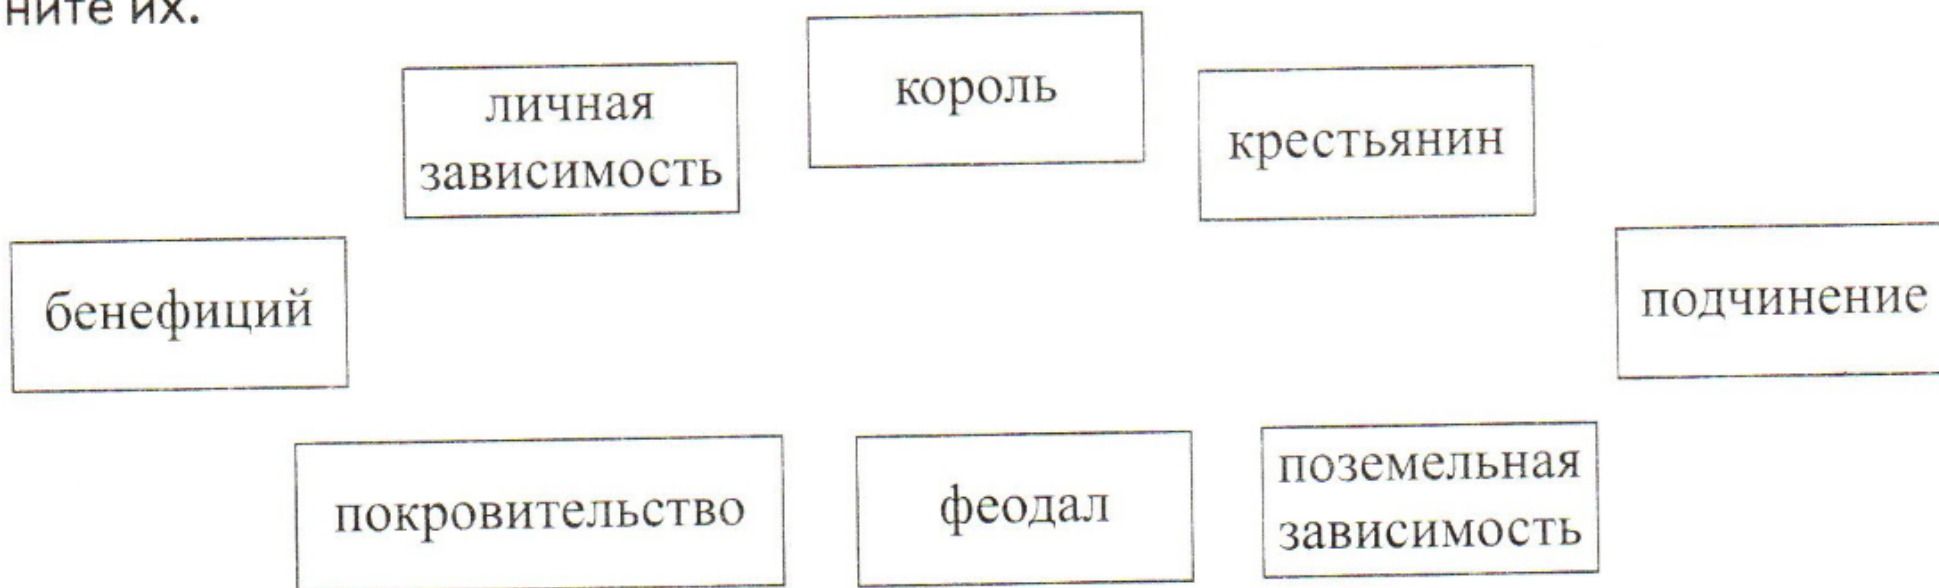 ните их.
король
личная
зависимость
крестьянин
бенефиций
подчинение
покровительство
феодал
поземельная
зависимость